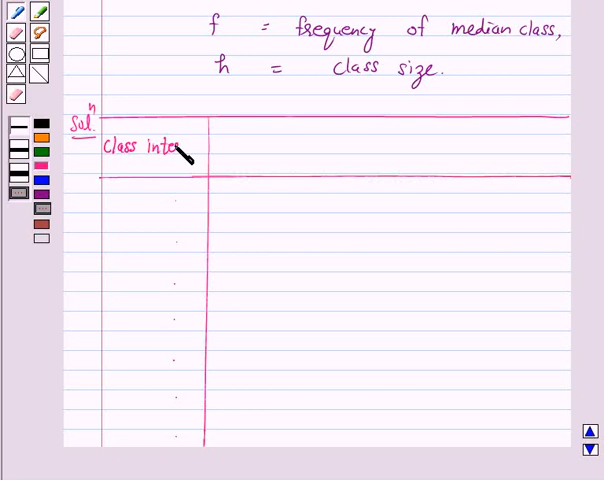 f = frequency of median class,
h = class size.
Solⁿ.
Class inte